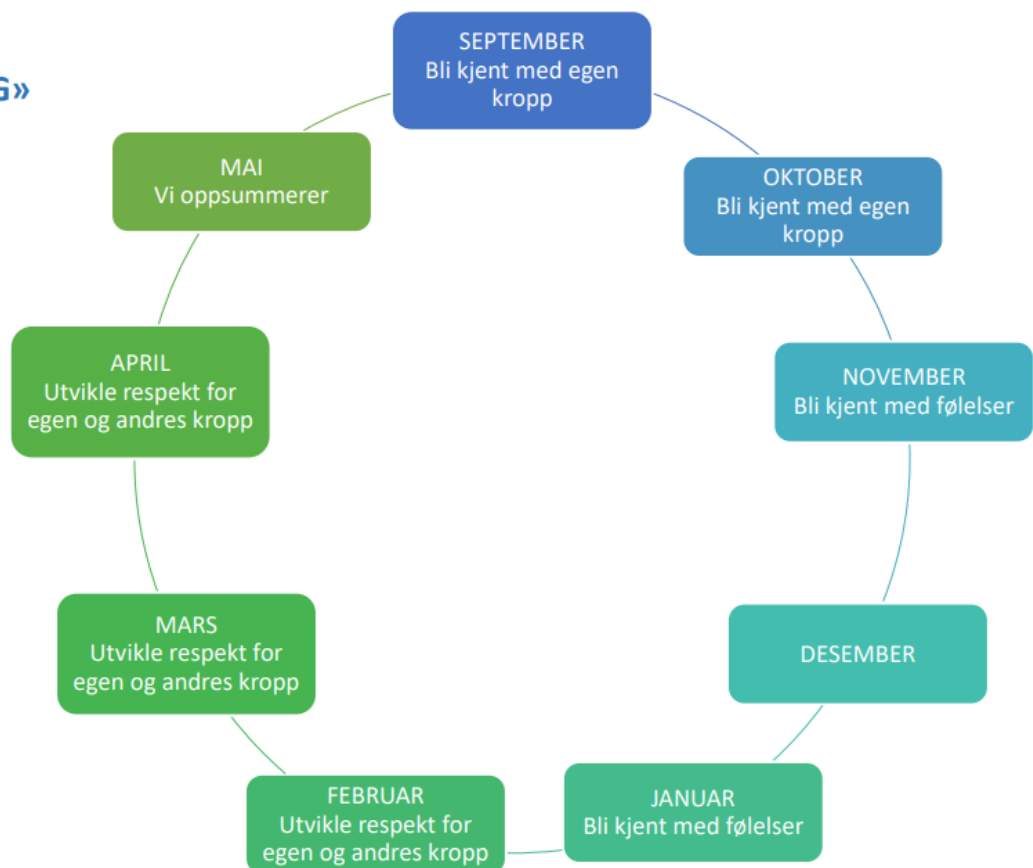 G»
SEPTEMBER
Bli kjent med egen
kropp
OKTOBER
Bli kjent med egen
kropp
NOVEMBER
Bli kjent med følelser
DESEMBER
JANUAR
Bli kjent med følelser
FEBRUAR
Utvikle respekt for
egen og andres kropp
MARS
Utvikle respekt for
egen og andres kropp
APRIL
Utvikle respekt for
egen og andres kropp
MAI
Vi oppsummerer